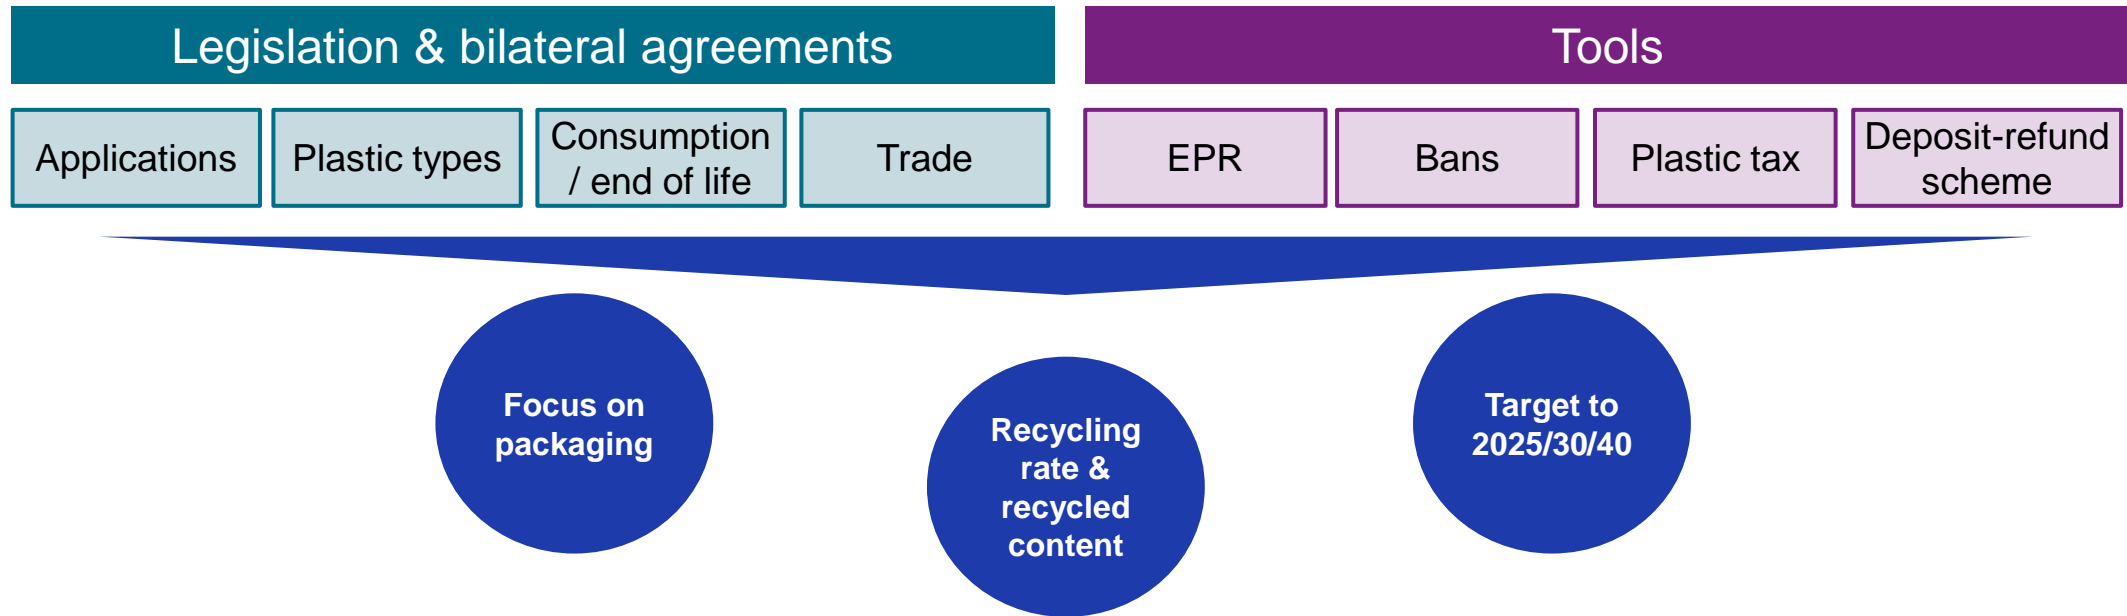 Legislation & bilateral agreements
Tools
Applications
Plastic types
Consumption
/ end of life
Trade
EPR
Bans
Plastic tax
Deposit-refund
scheme
Focus on
packaging
Recycling
rate &
recycled
content
Target to
2025/30/40